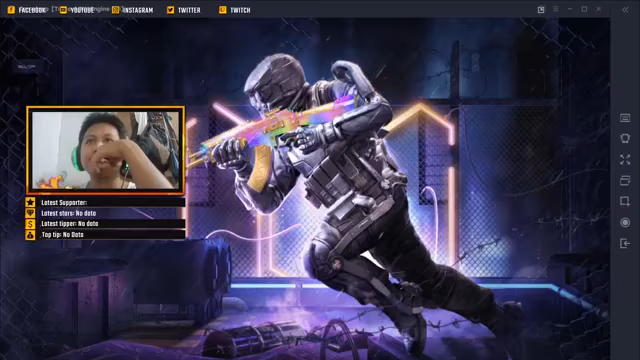 FACEBOOK YOUTUBE INSTAGRAM TWITTER TWITCH
Latest Supporter:
Latest stars: No data
Latest tipper: No data
Top tip: No Data